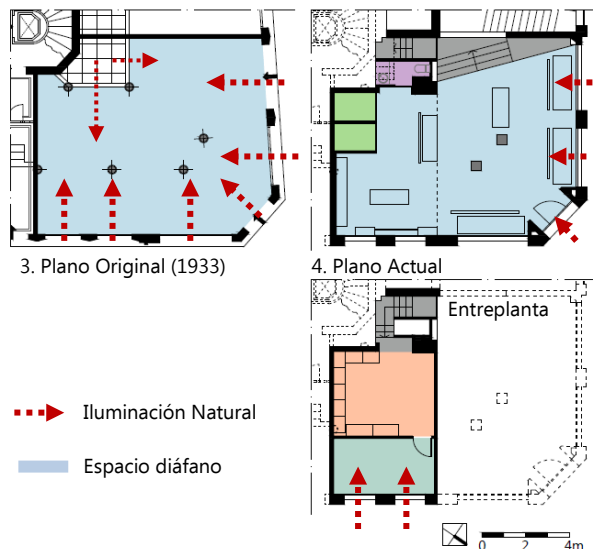 3. Plano Original (1933)
4. Plano Actual
Entreplanta
Iluminación Natural
Espacio diáfano
0 2 4m